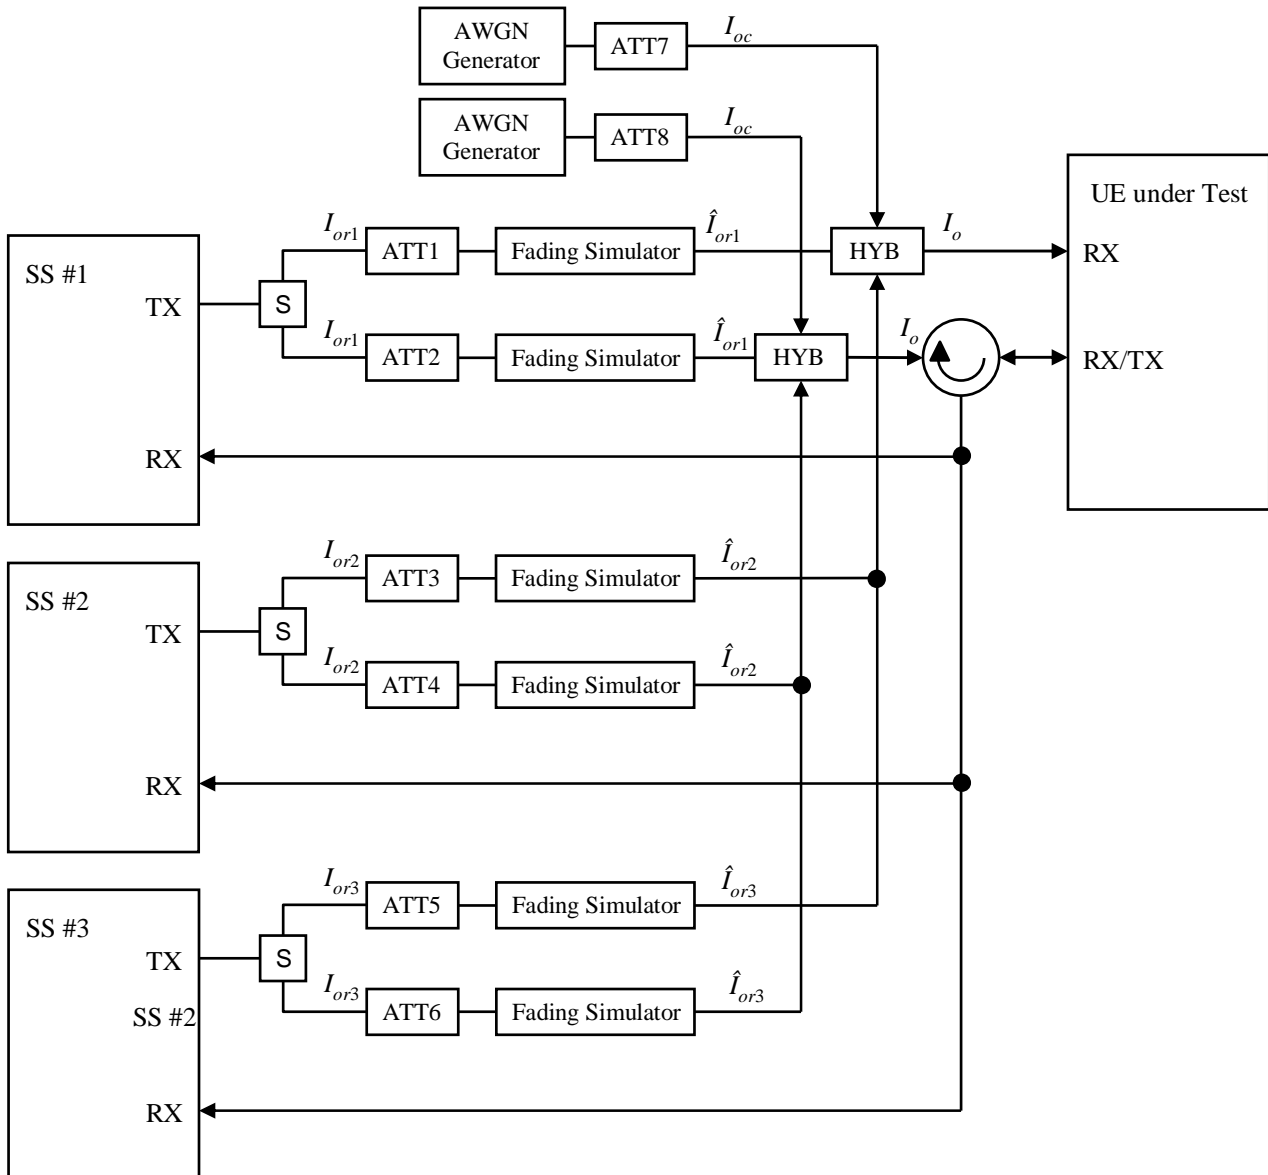 AWGN
Generator
ATT7
I_oc
AWGN
Generator
ATT8
I_oc
UE under Test
RX
RX/TX
SS #1
TX
RX
S
I_or1
ATT1
Fading Simulator
Î_or1
HYB
I_o
I_or1
ATT2
Fading Simulator
Î_or1
HYB
I_o
SS #2
TX
RX
S
I_or2
ATT3
Fading Simulator
Î_or2
I_or2
ATT4
Fading Simulator
Î_or2
SS #3
TX
SS #2
RX
S
I_or3
ATT5
Fading Simulator
Î_or3
I_or3
ATT6
Fading Simulator
Î_or3